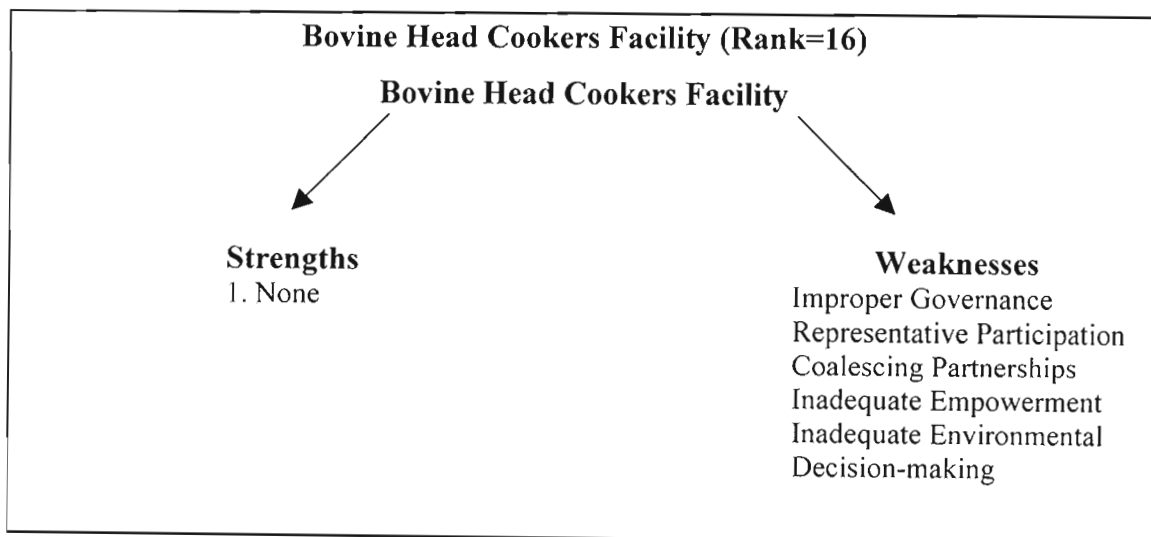 Bovine Head Cookers Facility (Rank=16)
Bovine Head Cookers Facility
Strengths
1. None
Weaknesses
Improper Governance
Representative Participation
Coalescing Partnerships
Inadequate Empowerment
Inadequate Environmental
Decision-making